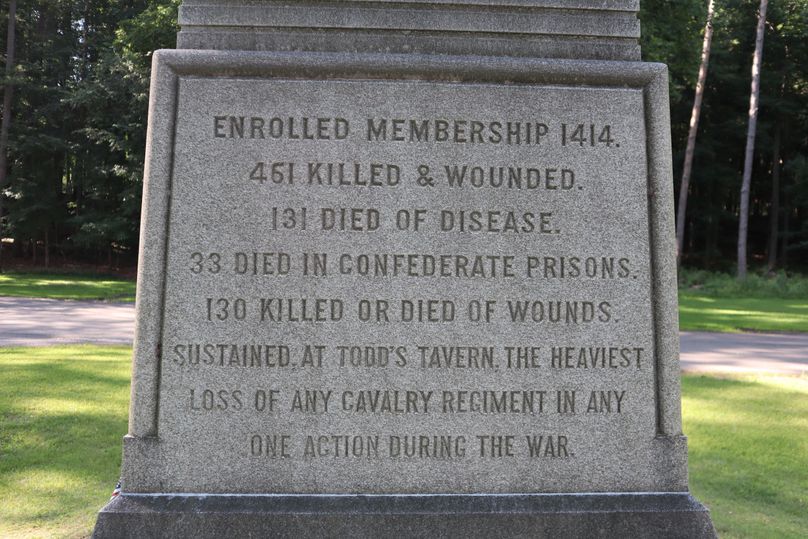 ENROLLED MEMBERSHIP 1414.
461 KILLED & WOUNDED.
131 DIED OF DISEASE.
33 DIED IN CONFEDERATE PRISONS.
130 KILLED OR DIED OF WOUNDS.
SUSTAINED, AT TODD'S TAVERN, THE HEAVIEST
LOSS OF ANY CAVALRY REGIMENT IN ANY
ONE ACTION DURING THE WAR.